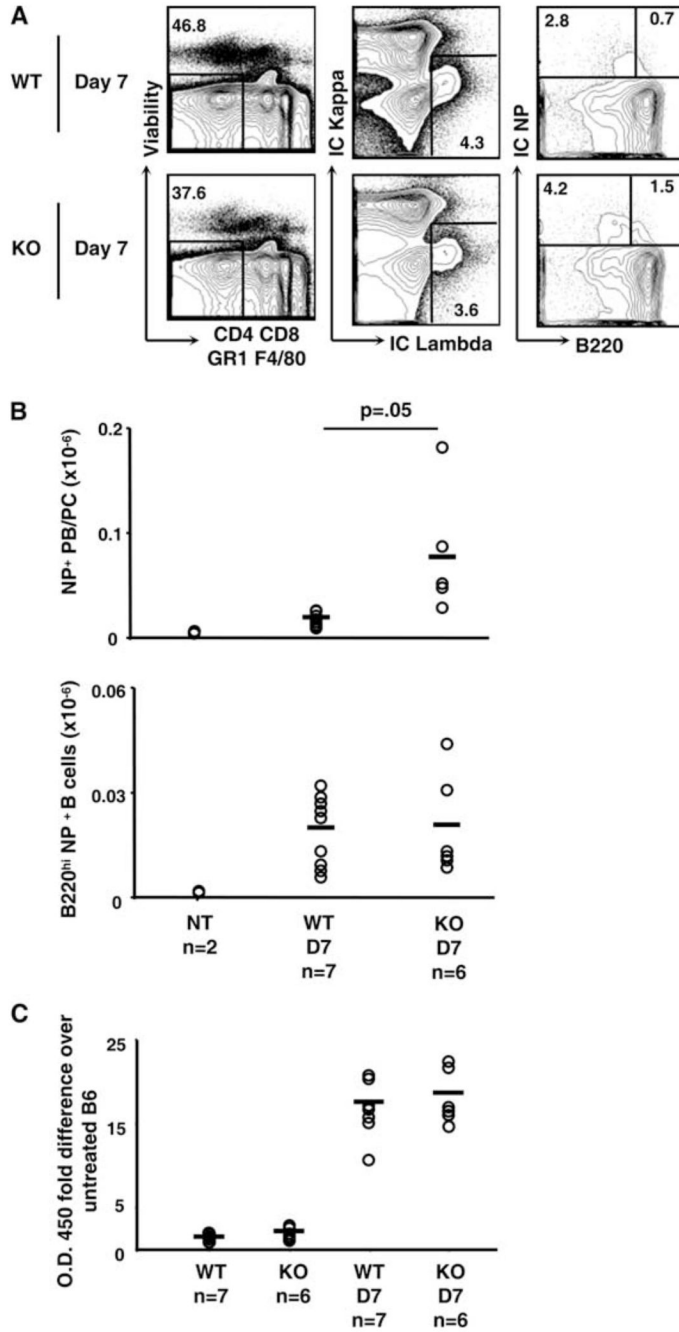 A
WT
Day 7
Viability
46.8
IC Kappa
4.3
IC NP
2.8
0.7
KO
Day 7
37.6
3.6
4.2
1.5
CD4 CD8
GR1 F4/80
IC Lambda
B220
B
p=.05
NP⁺ PB/PC (x10⁻⁶)
0.2
0.1
0
B220ʰⁱ NP + B cells (x10⁻⁶)
0.06
0.03
0
NT
n=2
WT
D7
n=7
KO
D7
n=6
C
O.D. 450 fold difference over
untreated B6
25
15
5
0
WT
n=7
KO
n=6
WT
D7
n=7
KO
D7
n=6